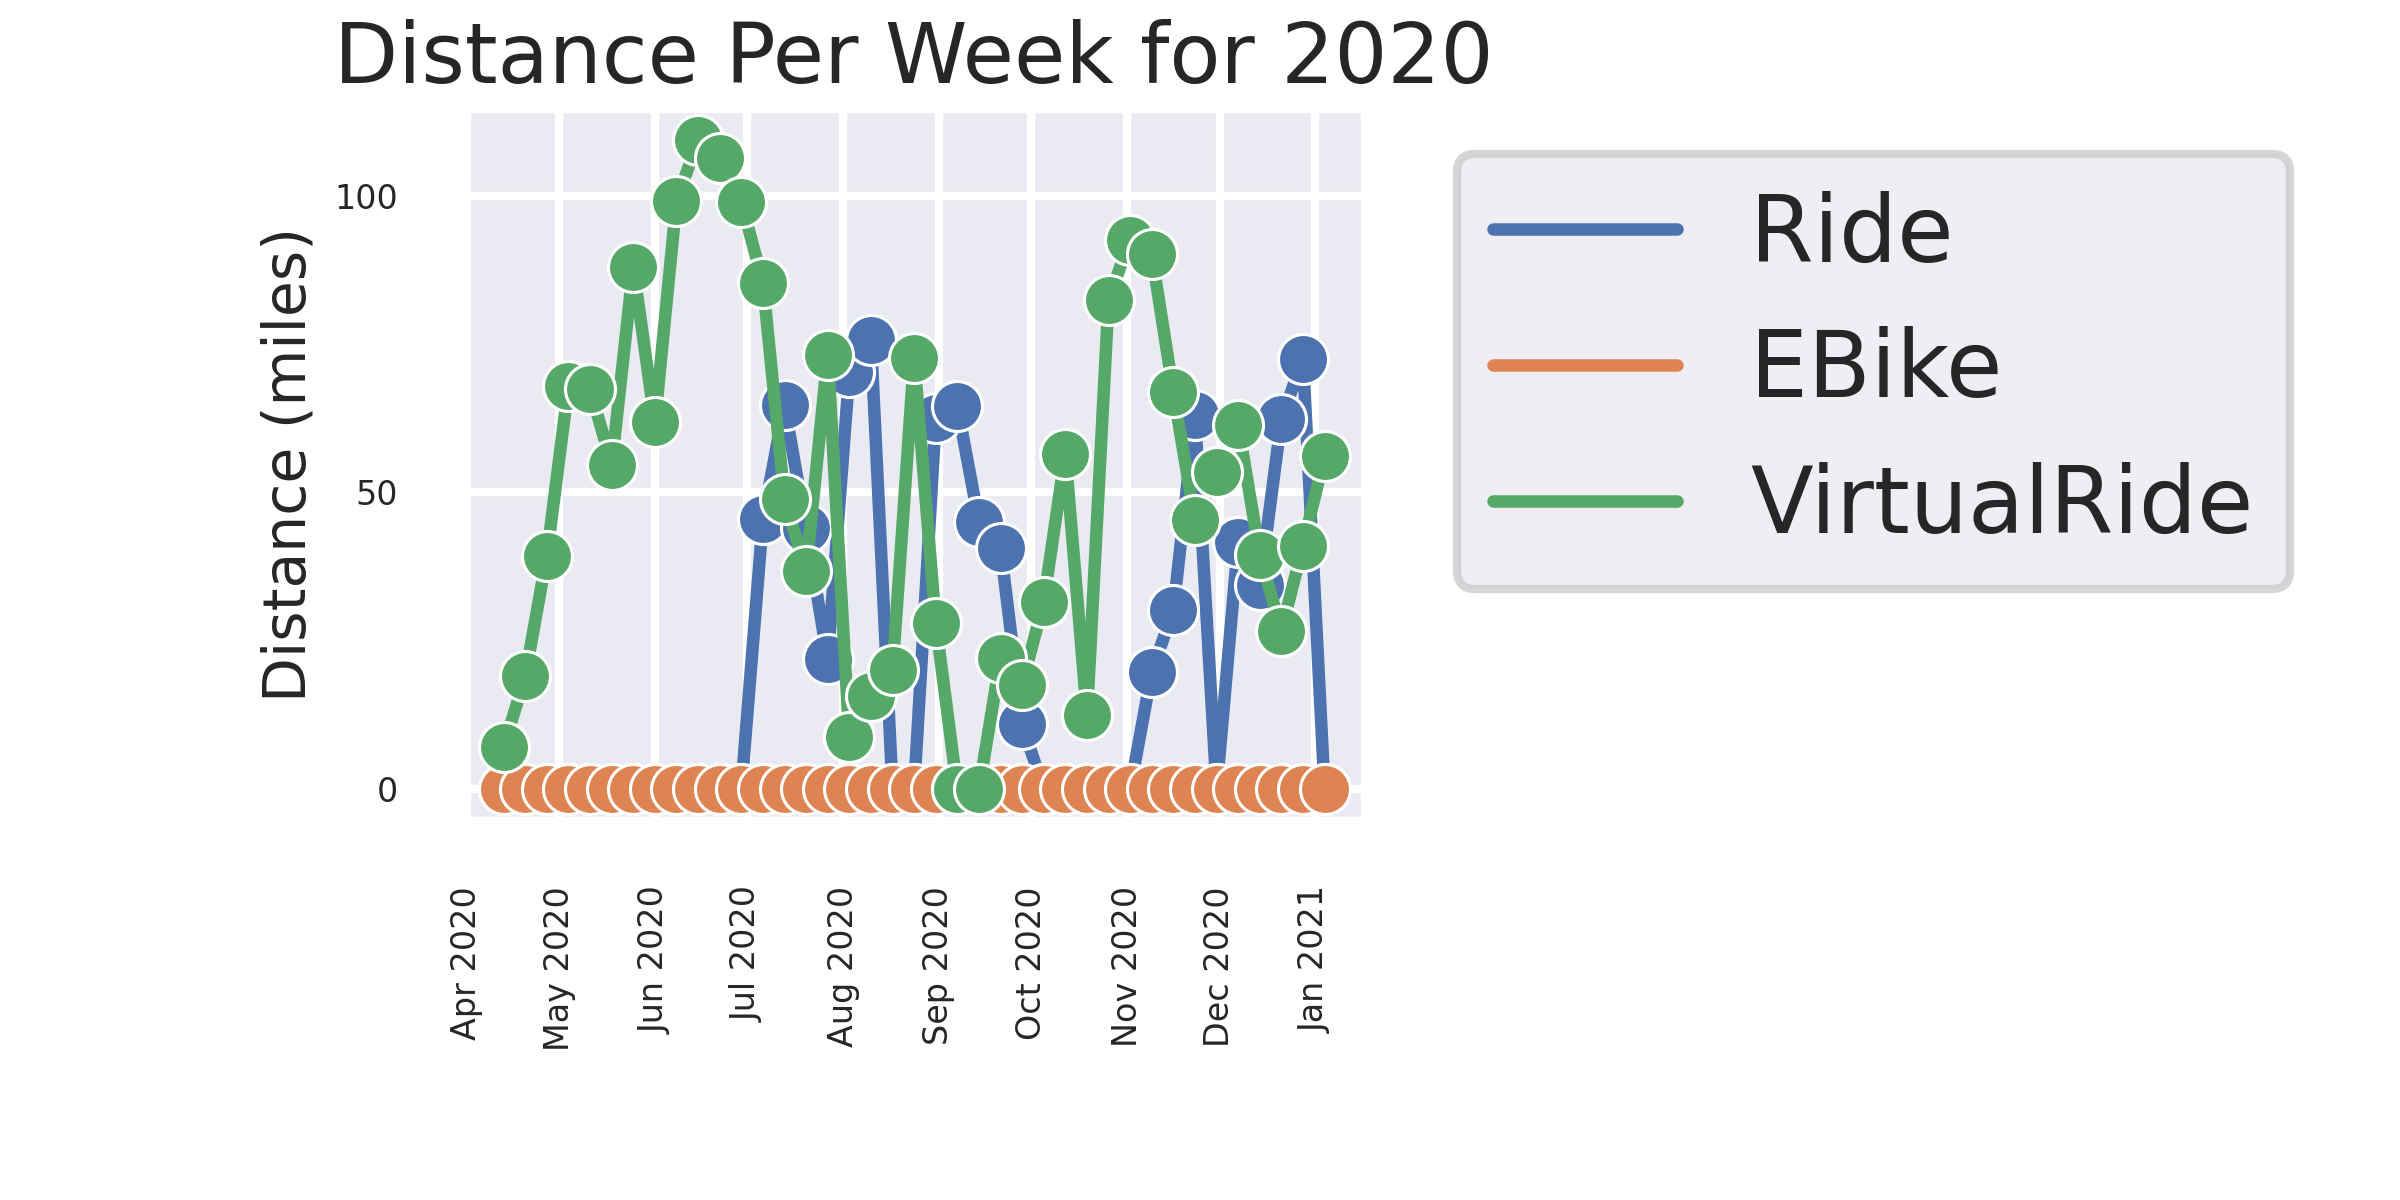 Distance Per Week for 2020
Distance (miles)
100
50
0
Apr 2020
May 2020
Jun 2020
Jul 2020
Aug 2020
Sep 2020
Oct 2020
Nov 2020
Dec 2020
Jan 2021
Ride
EBike
VirtualRide